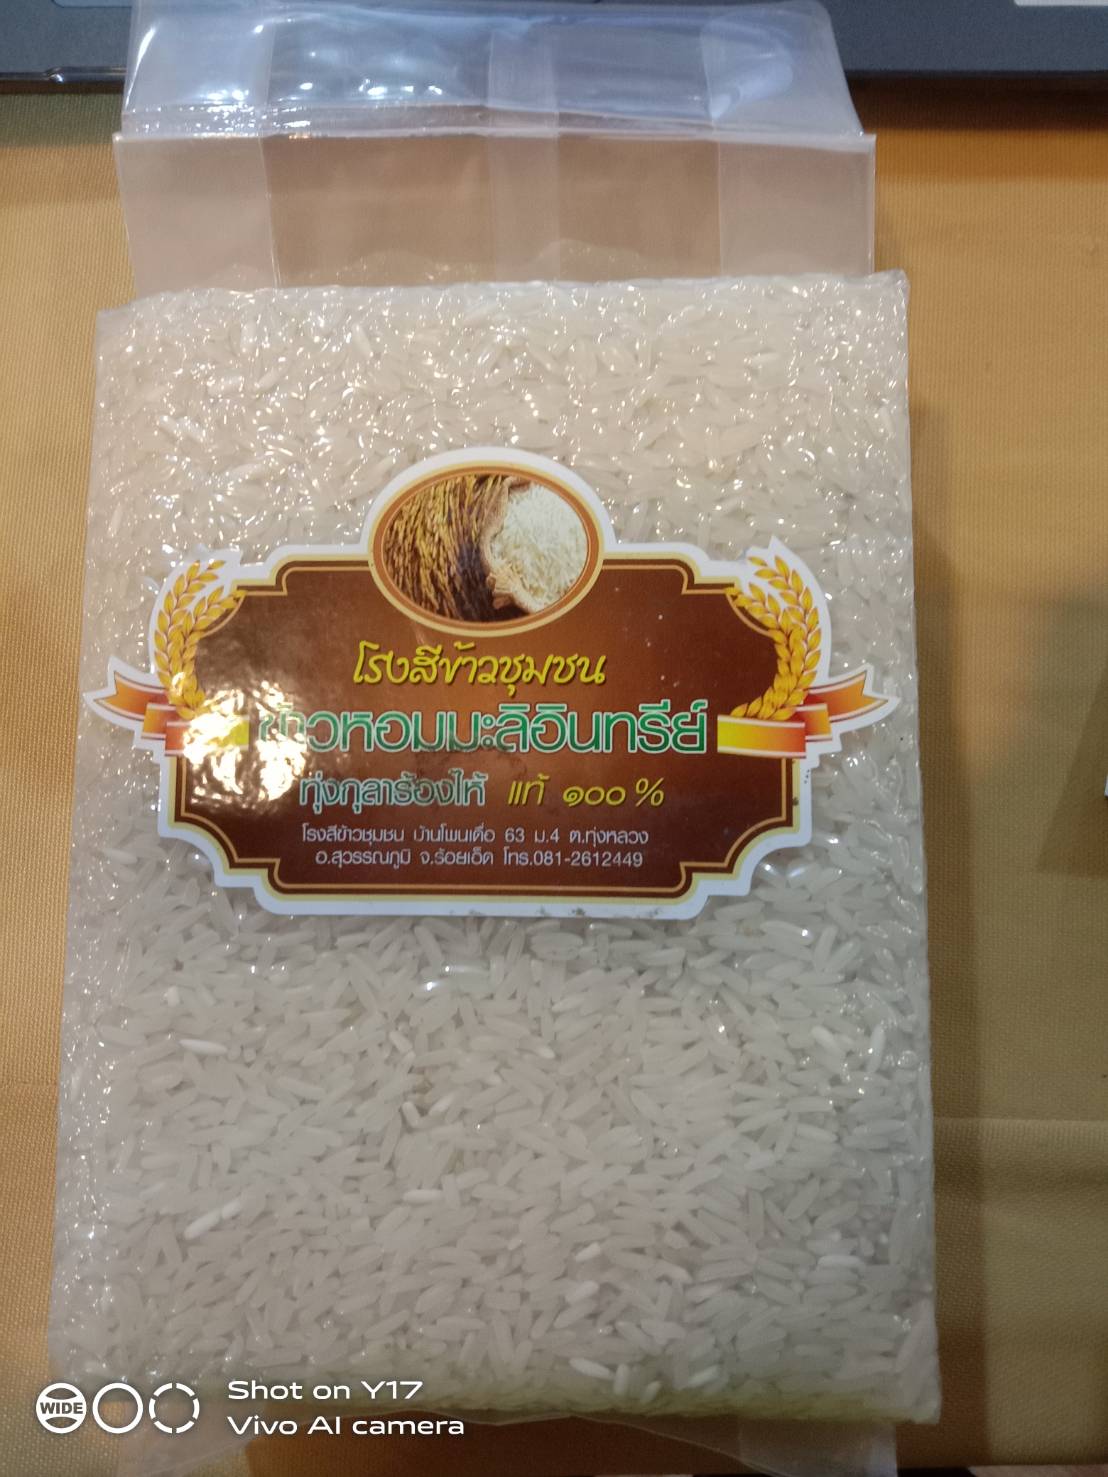 โรงสีข้าวชุมชน
ข้าวหอมมะลิอินทรีย์
ทุ่งกุลาร้องไห้ แท้ ๑๐๐ %
โรงสีข้าวชุมชน บ้านโพนเดื่อ 63 ม.4 ต.ทุ่งหลวง
อ.สุวรรณภูมิ จ.ร้อยเอ็ด โทร.081-2612449
WIDE
Shot on Y17
Vivo AI camera